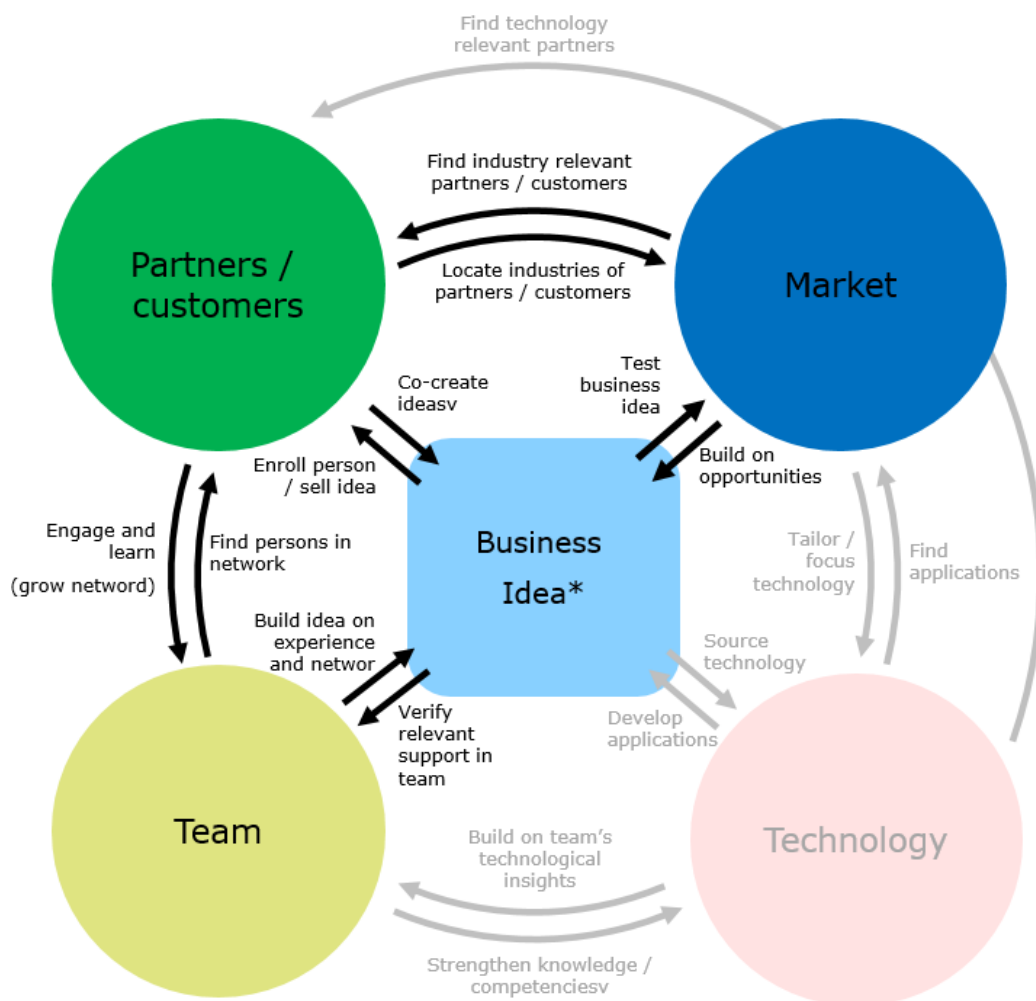 Find technology
relevant partners
Find industry relevant
partners / customers
Partners /
customers
Locate industries of
partners / customers
Market
Co-create
ideasv
Test
business
idea
Enroll person
/ sell idea
Build on
opportunities
Engage and
learn
(grow netword)
Find persons in
network
Business
Idea*
Tailor /
focus
technology
Find
applications
Build idea on
experience
and networ
Source
technology
Verify
relevant
support in
team
Develop
applications
Team
Technology
Build on team’s
technological
insights
Strengthen knowledge /
competenciesv